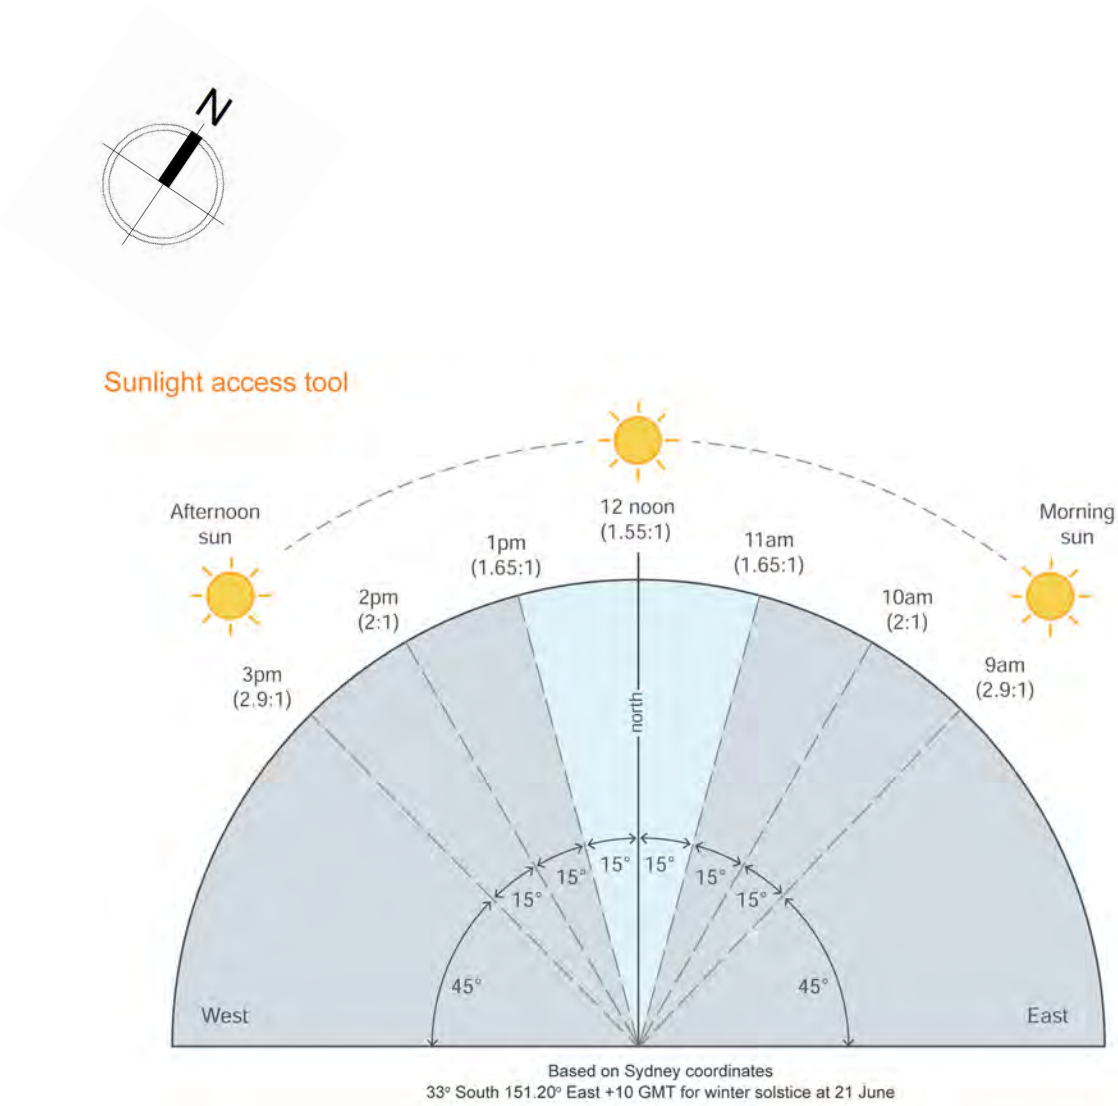 N
Sunlight access tool
12 noon
(1.55:1)
Afternoon
sun
Morning
sun
1pm
(1.65:1)
11am
(1.65:1)
2pm
(2:1)
10am
(2:1)
3pm
(2.9:1)
9am
(2.9:1)
north
15° 15°
15° 15°
15° 15°
45° 45°
West East
Based on Sydney coordinates
33° South 151.20° East +10 GMT for winter solstice at 21 June